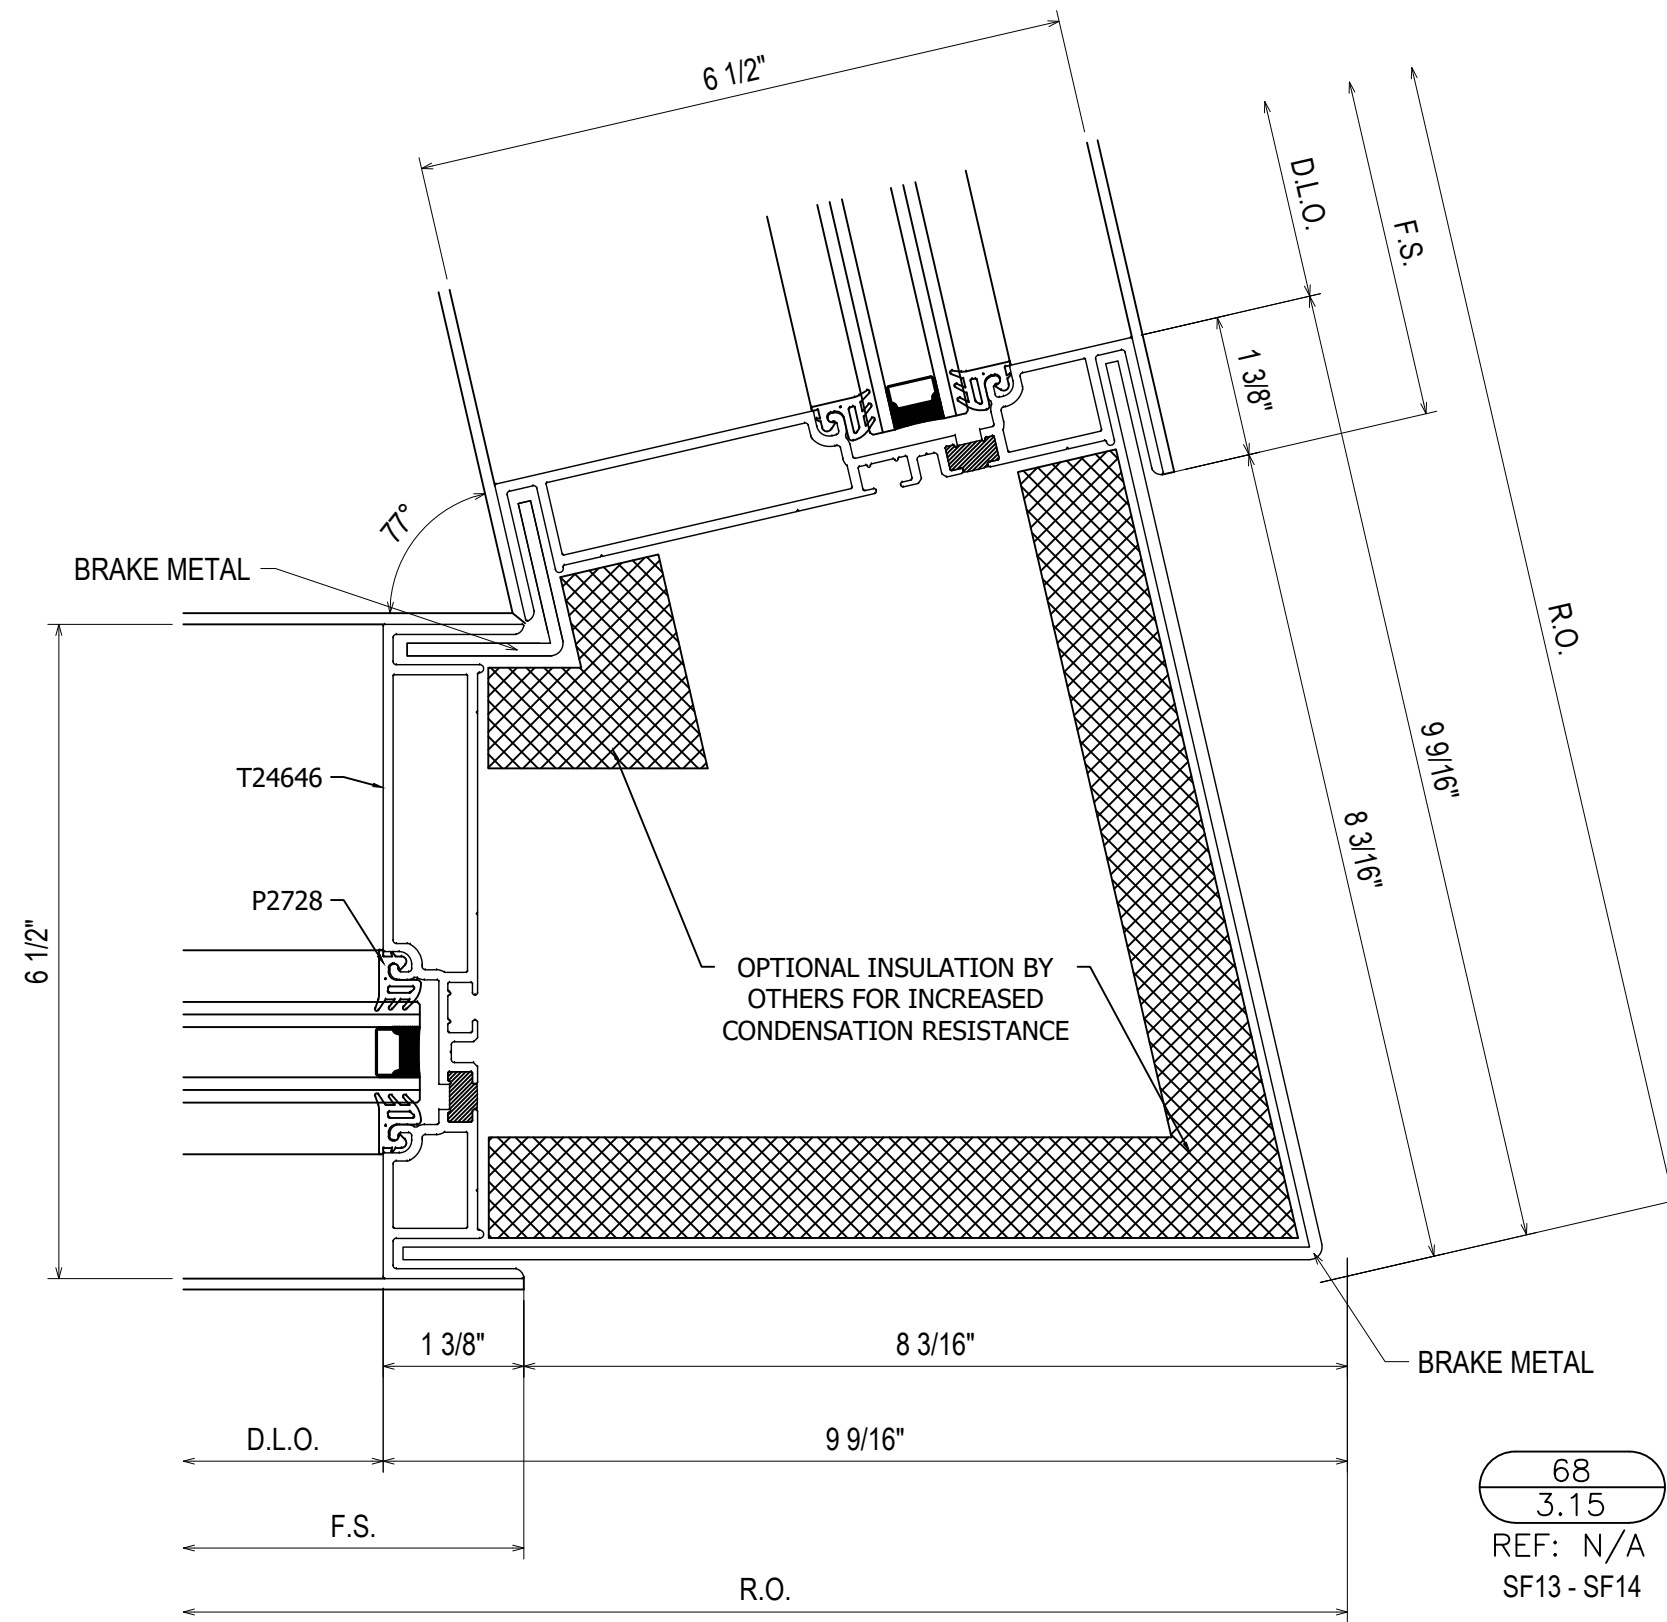 6 1/2"
D.L.O.
F.S.
1 3/8"
77°
BRAKE METAL
R.O.
9 9/16"
8 3/16"
T24646
P2728
6 1/2"
OPTIONAL INSULATION BY
OTHERS FOR INCREASED
CONDENSATION RESISTANCE
1 3/8"
8 3/16"
BRAKE METAL
D.L.O.
9 9/16"
F.S.
R.O.
68
3.15
REF: N/A
SF13 - SF14